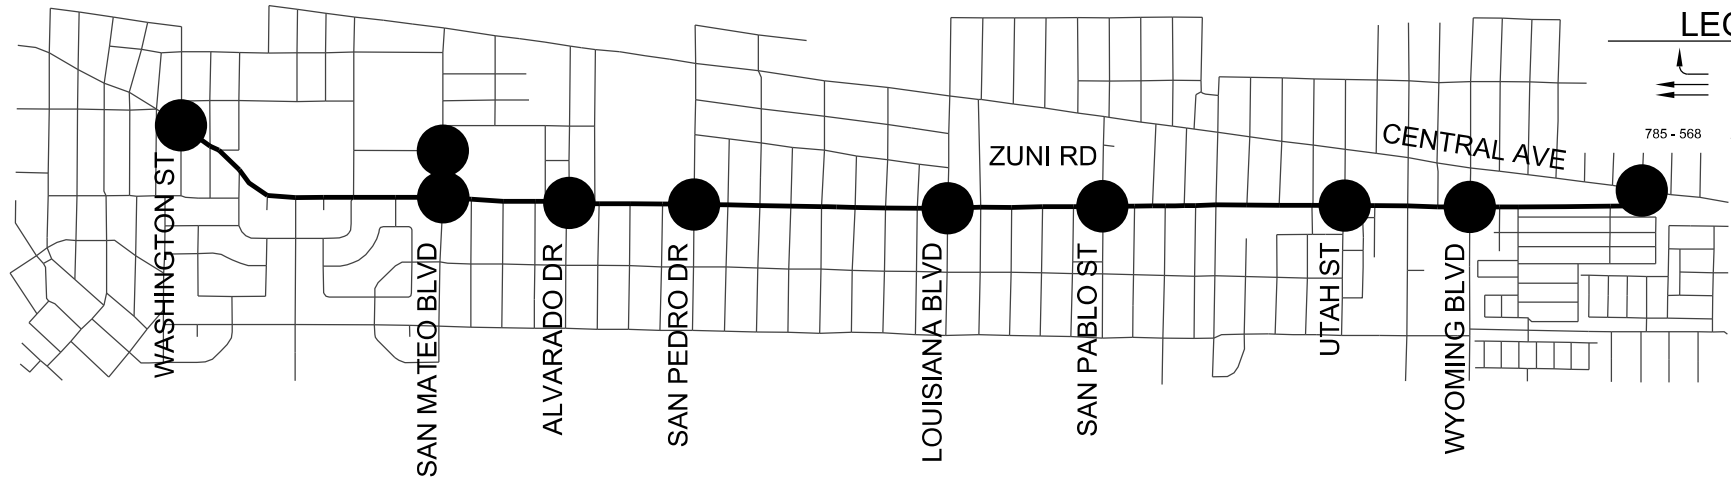 LEG
785 - 568
CENTRAL AVE
ZUNI RD
WASHINGTON ST
SAN MATEO BLVD
ALVARADO DR
SAN PEDRO DR
LOUISIANA BLVD
SAN PABLO ST
UTAH ST
WYOMING BLVD